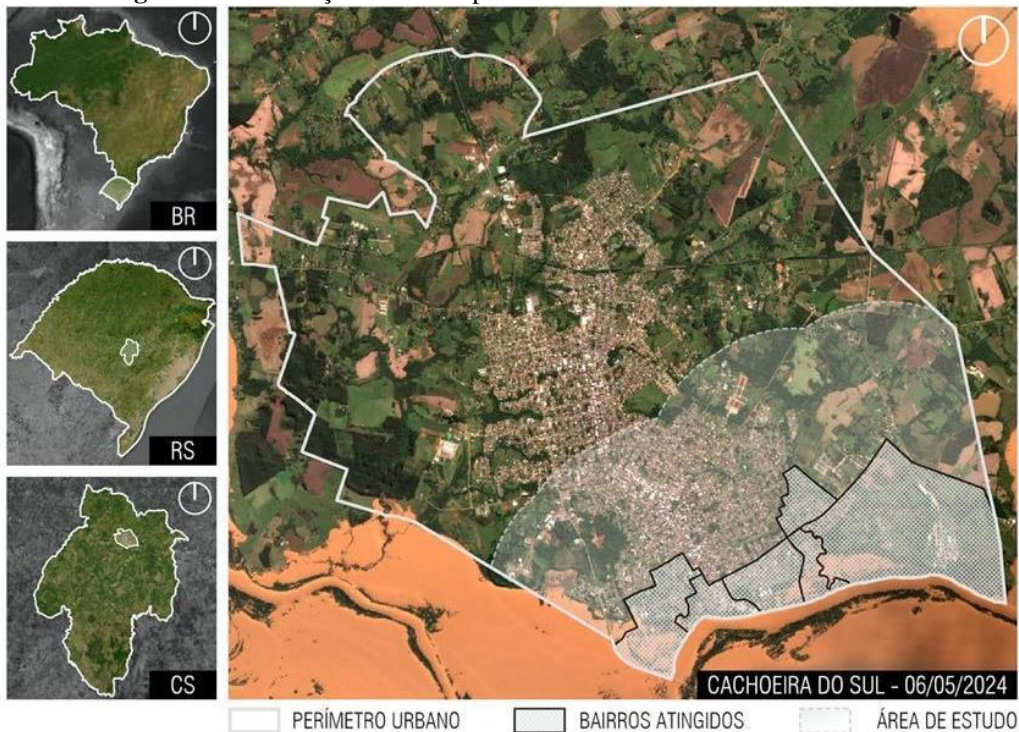 BR
RS
CS
CACHOEIRA DO SUL - 06/05/2024
PERÍMETRO URBANO
BAIRROS ATINGIDOS
ÁREA DE ESTUDO